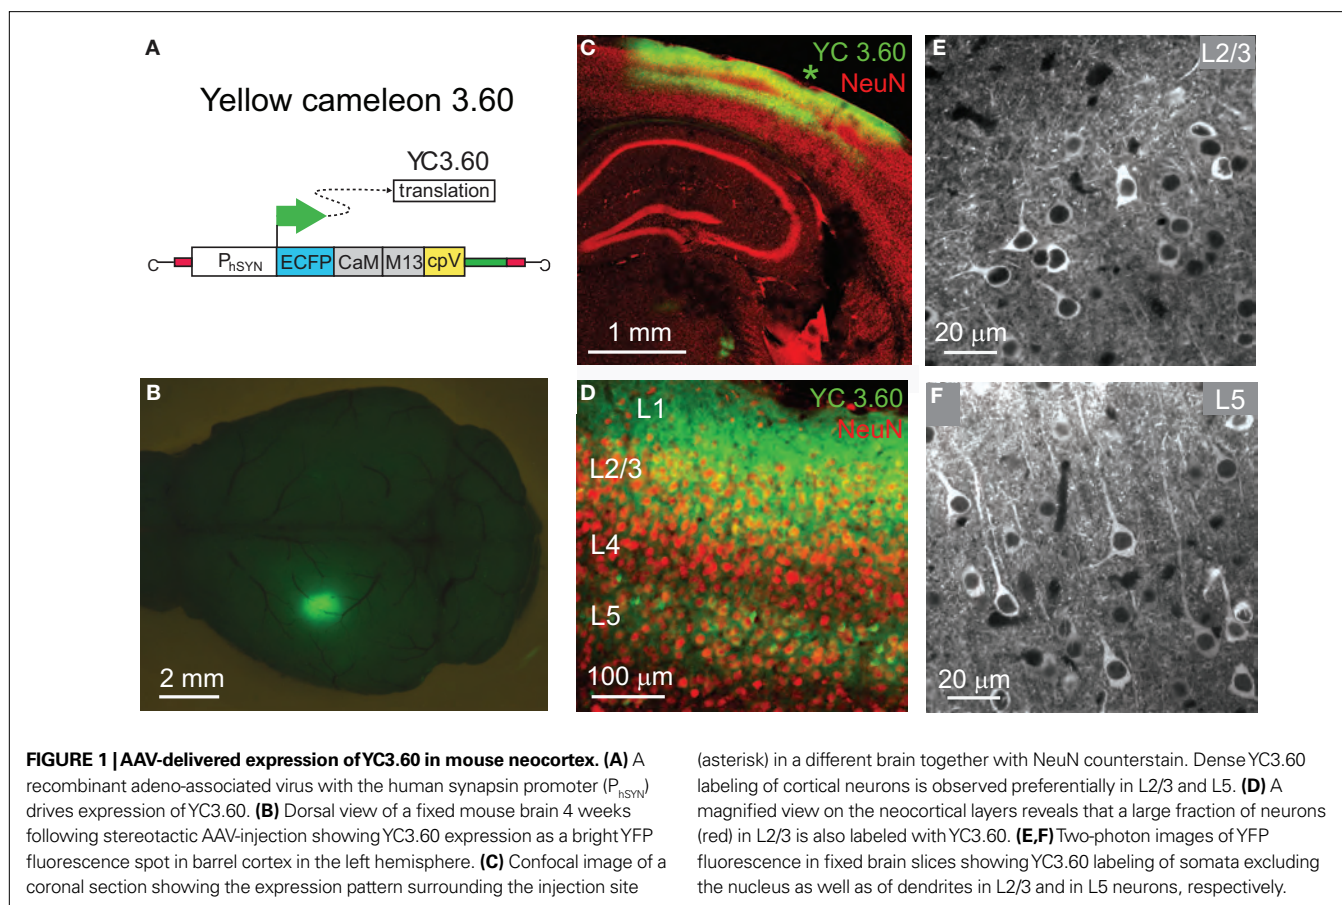 A
Yellow cameleon 3.60
YC3.60
translation
PhSYN
ECFP
CaM
M13
cpV
B
2 mm
C
YC 3.60
*
NeuN
1 mm
D
YC 3.60
NeuN
L1
L2/3
L4
L5
100 µm
E
L2/3
20 µm
F
L5
20 µm
FIGURE 1 | AAV-delivered expression of YC3.60 in mouse neocortex. (A) A
recombinant adeno-associated virus with the human synapsin promoter (PhSYN)
drives expression of YC3.60. (B) Dorsal view of a fixed mouse brain 4 weeks
following stereotactic AAV-injection showing YC3.60 expression as a bright YFP
fluorescence spot in barrel cortex in the left hemisphere. (C) Confocal image of a
coronal section showing the expression pattern surrounding the injection site
(asterisk) in a different brain together with NeuN counterstain. Dense YC3.60
labeling of cortical neurons is observed preferentially in L2/3 and L5. (D) A
magnified view on the neocortical layers reveals that a large fraction of neurons
(red) in L2/3 is also labeled with YC3.60. (E,F) Two-photon images of YFP
fluorescence in fixed brain slices showing YC3.60 labeling of somata excluding
the nucleus as well as of dendrites in L2/3 and in L5 neurons, respectively.